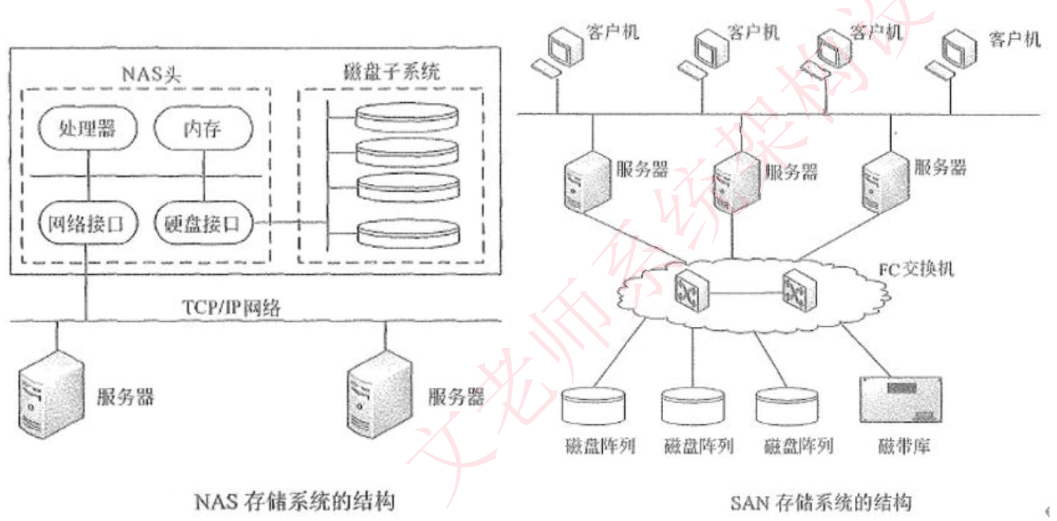 NAS头
磁盘子系统
处理器
内存
网络接口
硬盘接口
TCP/IP网络
服务器
服务器
NAS 存储系统的结构
客户机
客户机
客户机
客户机
服务器
服务器
服务器
FC交换机
磁盘阵列
磁盘阵列
磁盘阵列
磁带库
SAN 存储系统的结构
文老师系统架构设